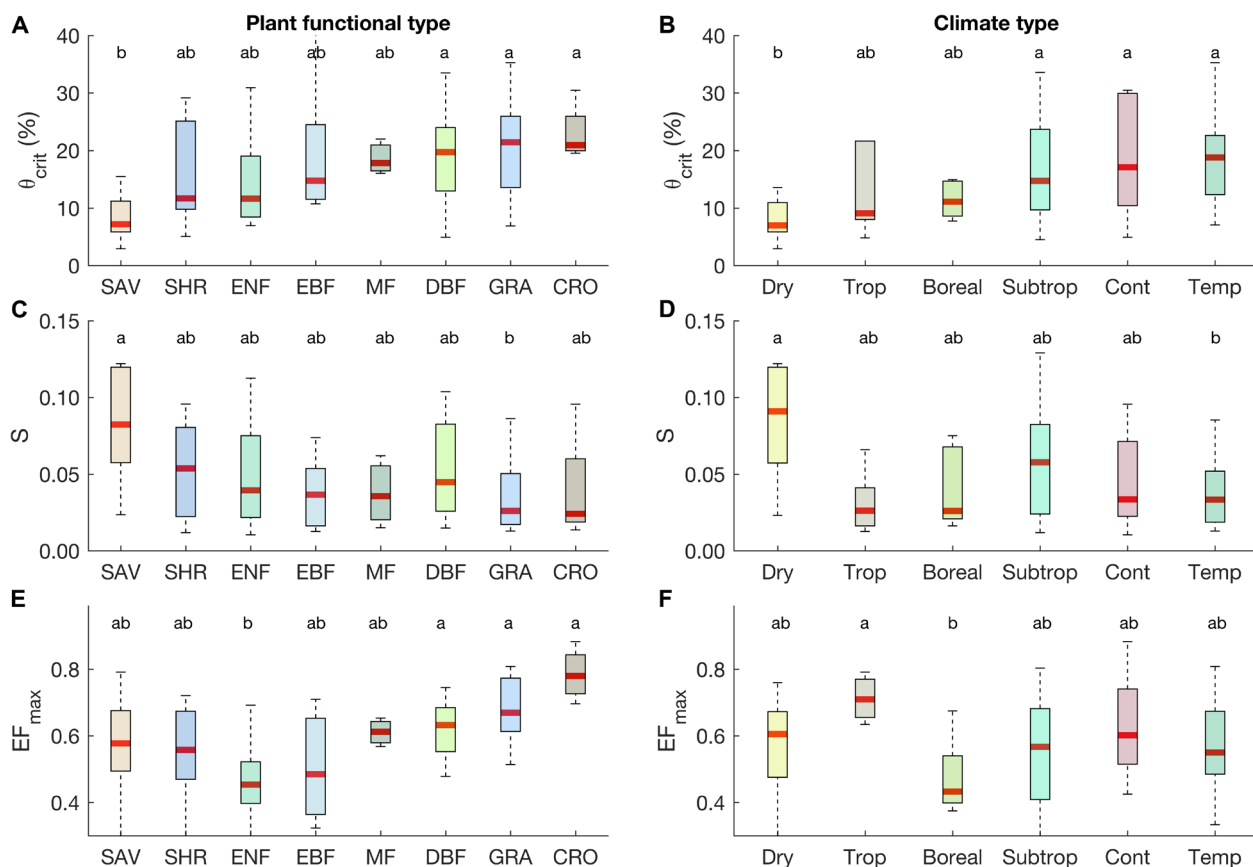 A Plant functional type
40
b ab ab ab ab a a a
30
20
10
0
θcrit (%)
SAV SHR ENF EBF MF DBF GRA CRO
B Climate type
40
b ab ab a a a
30
20
10
0
θcrit (%)
Dry Trop Boreal Subtrop Cont Temp
C
0.15
a ab ab ab ab ab b ab
0.10
0.05
0.00
S
SAV SHR ENF EBF MF DBF GRA CRO
D
0.15
a ab ab ab ab b
0.10
0.05
0.00
S
Dry Trop Boreal Subtrop Cont Temp
E
ab ab b ab ab a a a
0.8
0.6
0.4
EFmax
SAV SHR ENF EBF MF DBF GRA CRO
F
ab a b ab ab ab
0.8
0.6
0.4
EFmax
Dry Trop Boreal Subtrop Cont Temp